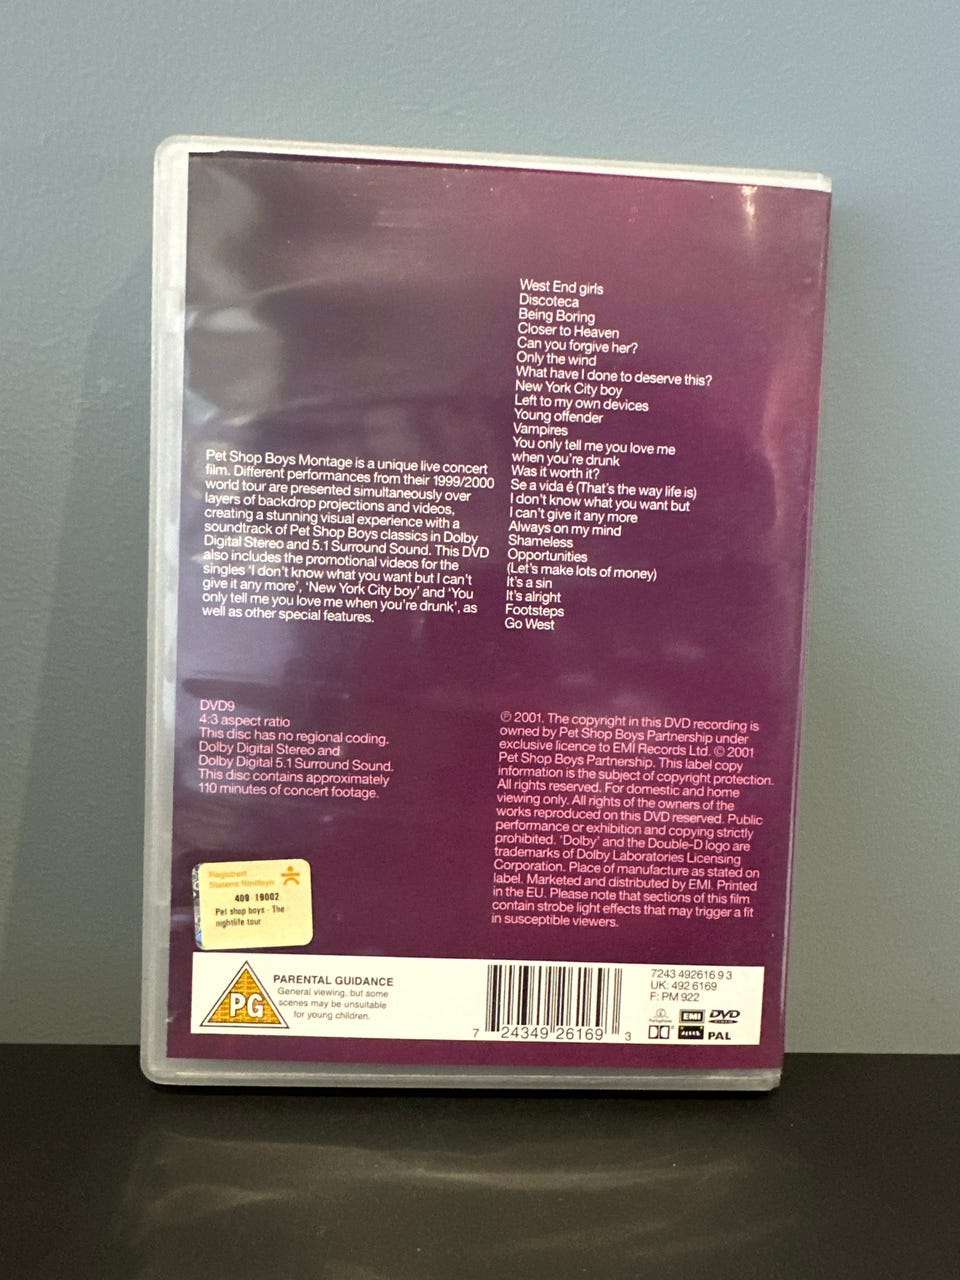 West End girls
Discoteca
Being Boring
Closer to Heaven
Can you forgive her?
Only the wind
What have I done to deserve this?
New York City boy
Left to my own devices
Young offender
Vampires
You only tell me you love me
when you're drunk
Was it worth it?
Se a vida é (That's the way life is)
I don't know what you want but
I can't give it any more
Always on my mind
Shameless
Opportunities
(Let's make lots of money)
It's a sin
It's alright
Footsteps
Go West
Pet Shop Boys Montage is a unique live concert
film. Different performances from their 1999/2000
world tour are presented simultaneously over
layers of backdrop projections and videos,
creating a stunning visual experience with a
soundtrack of Pet Shop Boys classics in Dolby
Digital Stereo and 5.1 Surround Sound. This DVD
also includes the promotional videos for the
singles 'I don't know what you want but I can't
give it any more', 'New York City boy' and 'You
only tell me you love me when you're drunk', as
well as other special features.
DVD9
4:3 aspect ratio
This disc has no regional coding.
Dolby Digital Stereo and
Dolby Digital 5.1 Surround Sound.
This disc contains approximately
110 minutes of concert footage.
℗ 2001. The copyright in this DVD recording is
owned by Pet Shop Boys Partnership under
exclusive licence to EMI Records Ltd. © 2001
Pet Shop Boys Partnership. This label copy
information is the subject of copyright protection.
All rights reserved. For domestic and home
viewing only. All rights of the owners of the
works reproduced on this DVD reserved. Public
performance or exhibition and copying strictly
prohibited. 'Dolby' and the Double-D logo are
trademarks of Dolby Laboratories Licensing
Corporation. Place of manufacture as stated on
label. Marketed and distributed by EMI. Printed
in the EU. Please note that sections of this film
contain strobe light effects that may trigger a fit
in susceptible viewers.
Registrert
Statens filmtilsyn
409 19002
Pet shop boys - The
nightlife tour
PG
PARENTAL GUIDANCE
General viewing, but some
scenes may be unsuitable
for young children.
7 24349 26169 3
7243 492616 9 3
UK: 492 6169
F: PM 922
Parlophone
EMI
DVD
PAL